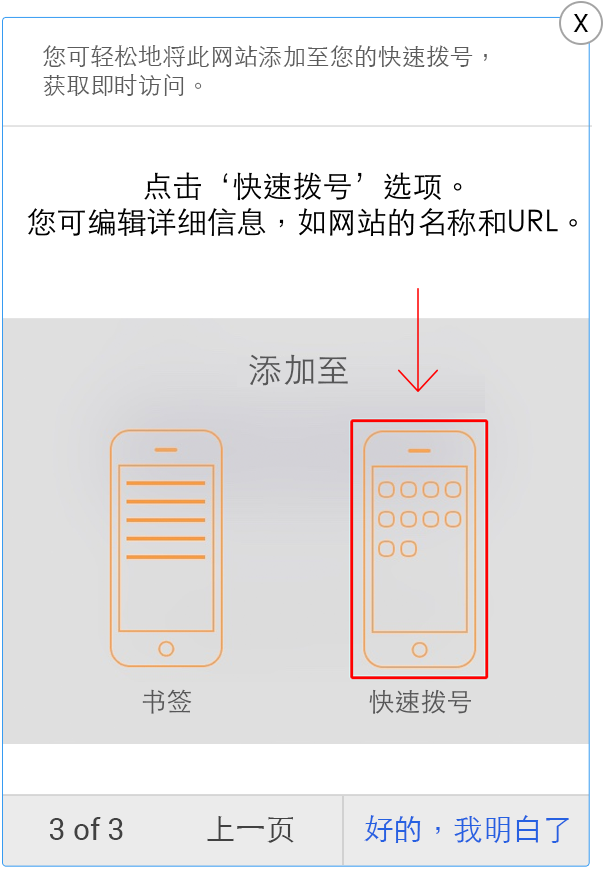 X
您可轻松地将此网站添加至您的快速拨号，
获取即时访问。
点击‘快速拨号’选项。
您可编辑详细信息，如网站的名称和URL。
添加至
书签
快速拨号
3 of 3
上一页
好的，我明白了